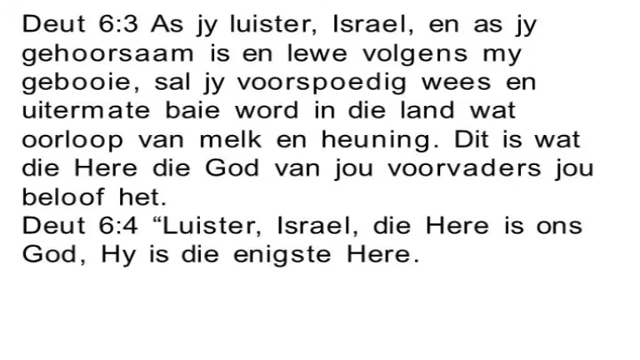 Deut 6:3 As jy luister, Israel, en as jy
gehoorsaam is en lewe volgens my
gebooie, sal jy voorspoedig wees en
uitermate baie word in die land wat
oorloop van melk en heuning. Dit is wat
die Here die God van jou voorvaders jou
beloof het.
Deut 6:4 “Luister, Israel, die Here is ons
God, Hy is die enigste Here.